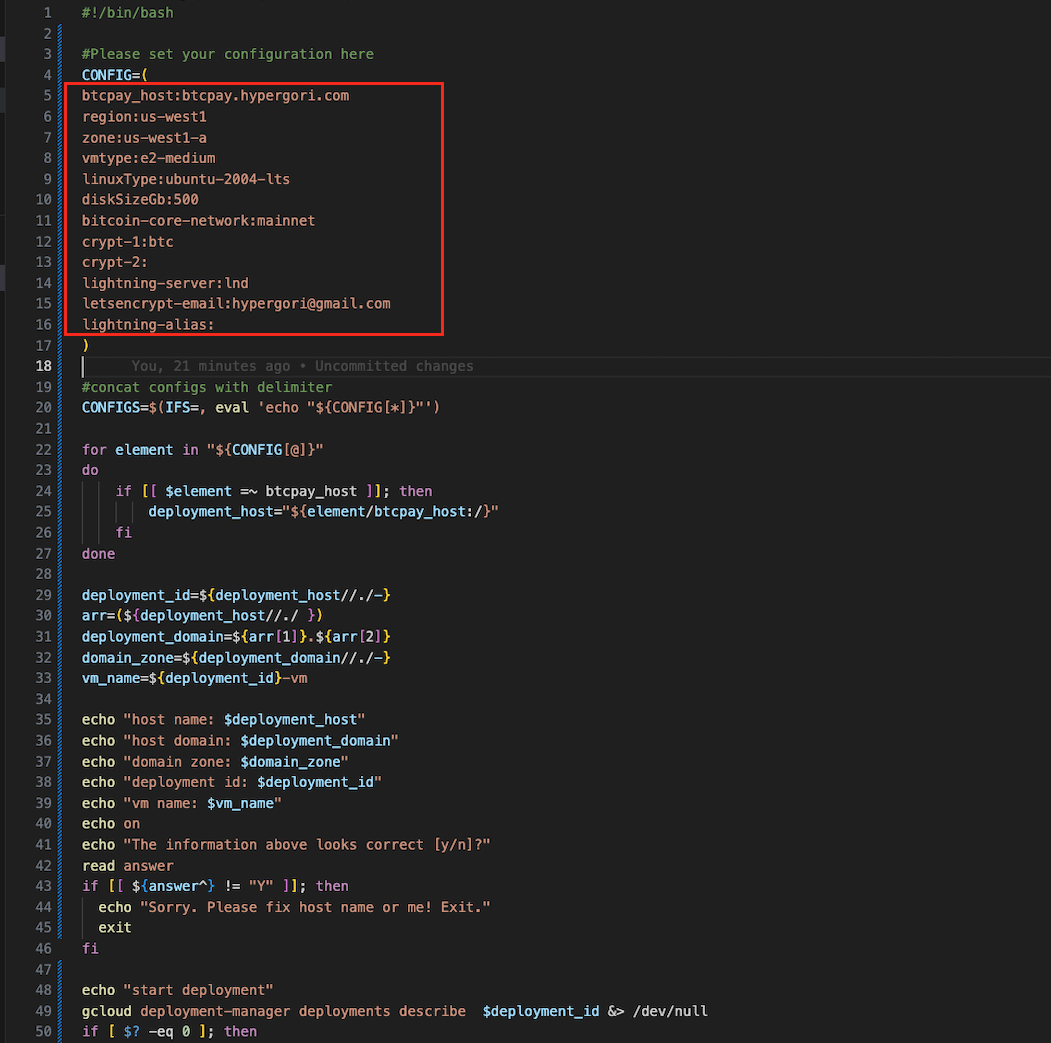 1 #!/bin/bash
2
3 #Please set your configuration here
4 CONFIG=(
5 btcpay_host:btcpay.hypergori.com
6 region:us-west1
7 zone:us-west1-a
8 vmtype:e2-medium
9 linuxType:ubuntu-2004-lts
10 diskSizeGb:500
11 bitcoin-core-network:mainnet
12 crypt-1:btc
13 crypt-2:
14 lightning-server:lnd
15 letsencrypt-email:hypergori@gmail.com
16 lightning-alias:
17 )
18 You, 21 minutes ago • Uncommitted changes
19 #concat configs with delimiter
20 CONFIGS=$(IFS=, eval 'echo "${CONFIG[*]}"')
21
22 for element in "${CONFIG[@]}"
23 do
24 if [[ $element =~ btcpay_host ]]; then
25 deployment_host="${element/btcpay_host:/}"
26 fi
27 done
28
29 deployment_id=${deployment_host//./-}
30 arr=(${deployment_host//./ })
31 deployment_domain=${arr[1]}.${arr[2]}
32 domain_zone=${deployment_domain//./-}
33 vm_name=${deployment_id}-vm
34
35 echo "host name: $deployment_host"
36 echo "host domain: $deployment_domain"
37 echo "domain zone: $domain_zone"
38 echo "deployment id: $deployment_id"
39 echo "vm name: $vm_name"
40 echo on
41 echo "The information above looks correct [y/n]?"
42 read answer
43 if [[ ${answer^} != "Y" ]]; then
44 echo "Sorry. Please fix host name or me! Exit."
45 exit
46 fi
47
48 echo "start deployment"
49 gcloud deployment-manager deployments describe  $deployment_id &> /dev/null
50 if [ $? -eq 0 ]; then